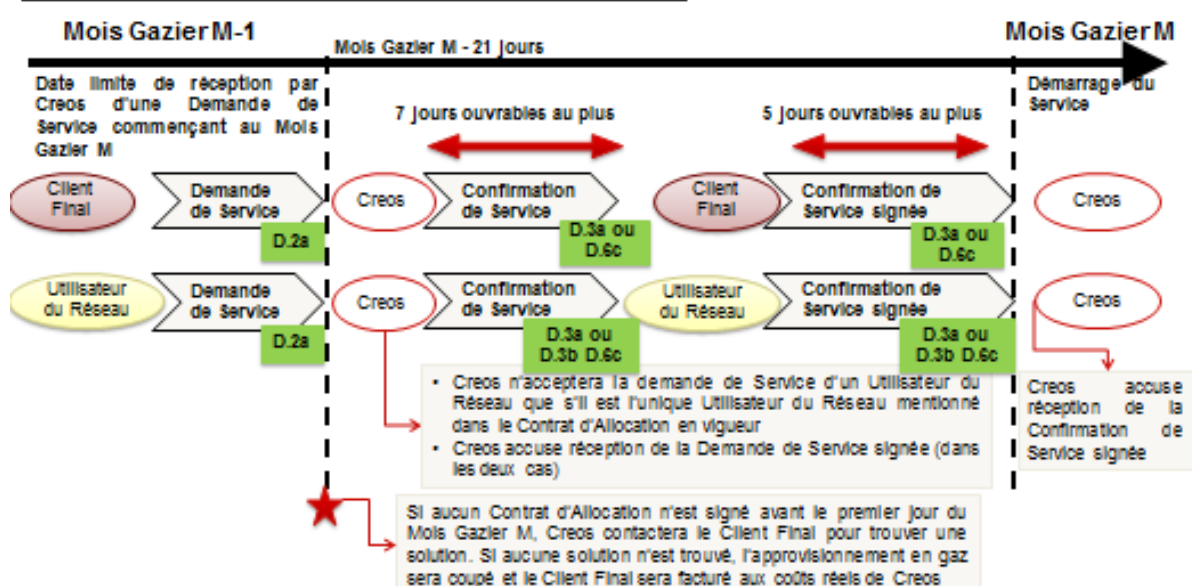 Mois Gazier M-1
Mois Gazier M - 21 jours
Mois Gazier M
Date limite de réception par
Creos d'une Demande de
Service commençant au Mois
Gazier M
7 jours ouvrables au plus
5 jours ouvrables au plus
Démarrage du
Service
Client
Final
Demande
de Service
D.2a
Creos
Confirmation
de Service
D.3a ou
D.6c
Client
Final
Confirmation de
Service signée
D.3a ou
D.6c
Creos
Utilisateur
du Réseau
Demande
de Service
D.2a
Creos
Confirmation
de Service
D.3a ou
D.3b D.6c
Utilisateur
du Réseau
Confirmation de
Service signée
D.3a ou
D.3b D.6c
Creos
• Creos n'acceptera la demande de Service d'un Utilisateur du
Réseau que s'il est l'unique Utilisateur du Réseau mentionné
dans le Contrat d'Allocation en vigueur
• Creos accuse réception de la Demande de Service signée (dans
les deux cas)
Creos accuse
réception de la
Confirmation de
Service signée
Si aucun Contrat d'Allocation n'est signé avant le premier jour du
Mois Gazier M, Creos contactera le Client Final pour trouver une
solution. Si aucune solution n'est trouvé, l'approvisionnement en gaz
sera coupé et le Client Final sera facturé aux coûts réels de Creos